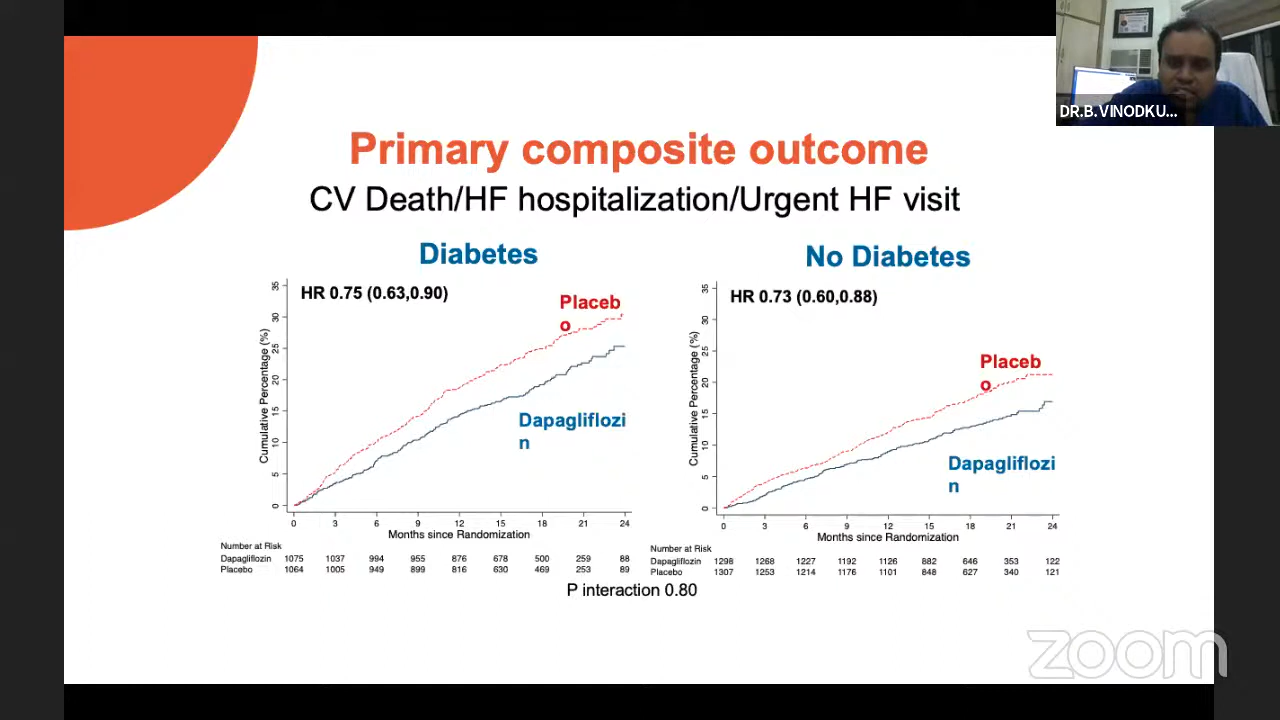 DR.B.VINODKU...
Primary composite outcome
CV Death/HF hospitalization/Urgent HF visit
Diabetes
HR 0.75 (0.63,0.90)
Placeb
o
Dapagliflozi
n
Cumulative Percentage (%)
35
30
25
20
15
10
5
0
0 3 6 9 12 15 18 21 24
Months since Randomization
Number at Risk
Dapagliflozin 1075 1037 994 955 876 678 500 259 88
Placebo 1064 1005 949 899 816 630 469 253 89
No Diabetes
HR 0.73 (0.60,0.88)
Placeb
o
Dapagliflozi
n
Cumulative Percentage (%)
35
30
25
20
15
10
5
0
0 3 6 9 12 15 18 21 24
Months since Randomization
Number at Risk
Dapagliflozin 1298 1268 1227 1192 1126 882 646 353 122
Placebo 1307 1253 1214 1176 1101 848 627 340 121
P interaction 0.80
zoom